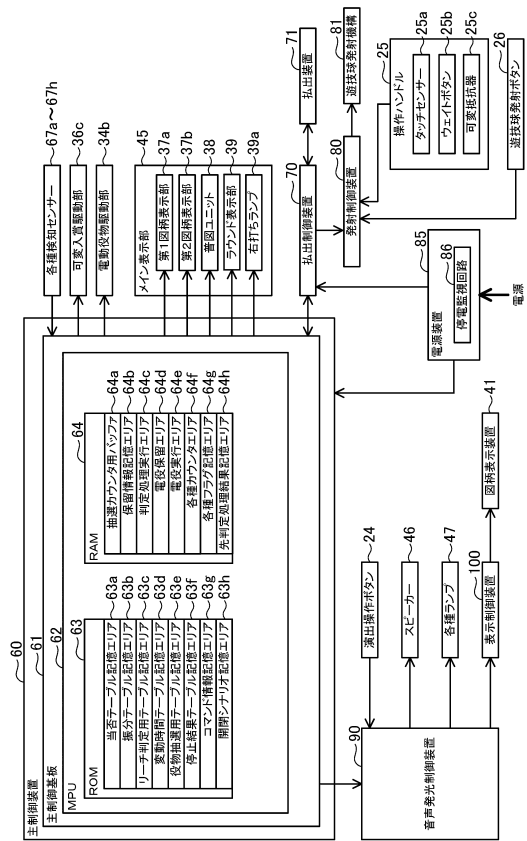 60
主制御装置
61
主制御基板
62
MPU
63
ROM
当否テーブル記憶エリア 63a
振分テーブル記憶エリア 63b
リーチ判定用テーブル記憶エリア 63c
変動時間テーブル記憶エリア 63d
役物抽選用テーブル記憶エリア 63e
停止結果テーブル記憶エリア 63f
コマンド情報記憶エリア 63g
開閉シナリオ記憶エリア 63h
64
RAM
抽選カウンタ用バッファ 64a
保留情報記憶エリア 64b
判定処理実行エリア 64c
電役保留エリア 64d
電役実行エリア 64e
各種カウンタエリア 64f
各種フラグ記憶エリア 64g
先判定処理結果記憶エリア 64h
各種検知センサー 67a～67h
可変入賞駆動部 36c
電動役物駆動部 34b
45
メイン表示部
第1図柄表示部 37a
第2図柄表示部 37b
普図ユニット 38
ラウンド表示部 39
右打ちランプ 39a
払出制御装置 70
払出装置 71
発射制御装置 80
遊技球発射機構 81
操作ハンドル 25
タッチセンサー 25a
ウェイトボタン 25b
可変抵抗器 25c
遊技球発射ボタン 26
電源装置 85
停電監視回路 86
電源
90
音声発光制御装置
演出操作ボタン 24
スピーカー 46
各種ランプ 47
表示制御装置 100
図柄表示装置 41